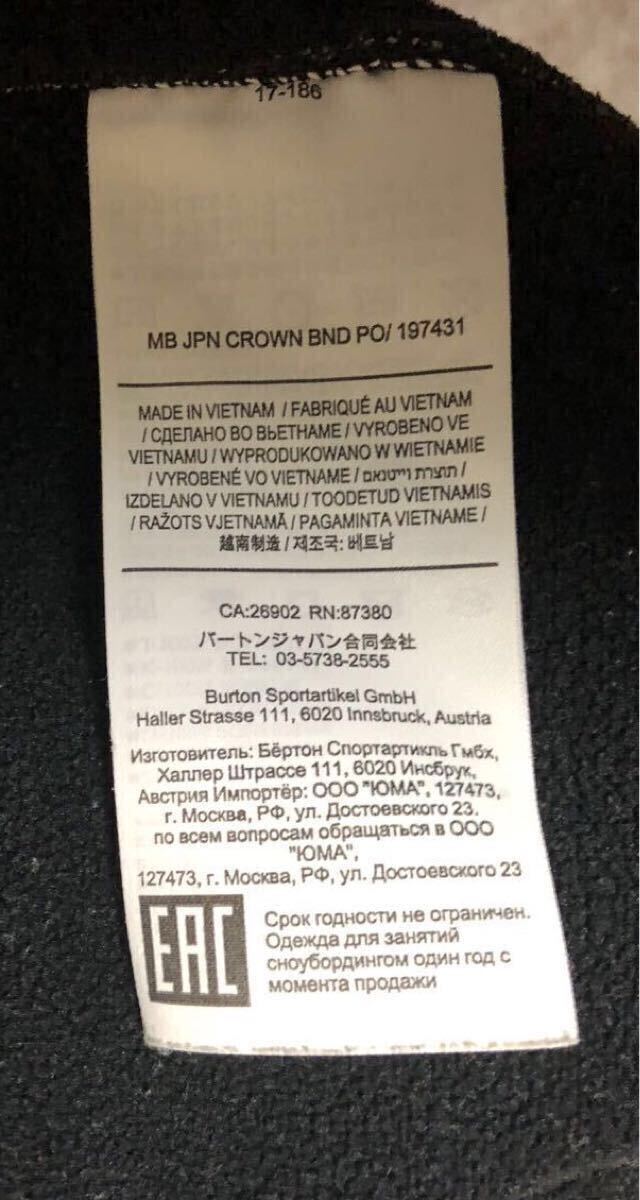 17-186
MB JPN CROWN BND PO/ 197431
MADE IN VIETNAM / FABRIQUÉ AU VIETNAM
/ СДЕЛАНО ВО ВЬЕТНАМЕ / VYROBENO VE
VIETNAMU / WYPRODUKOWANO W WIETNAMIE
/ VYROBENÉ VO VIETNAME / תוצרת וייטנאם /
IZDELANO V VIETNAMU / TOODETUD VIETNAMIS
/ RAŽOTS VJETNAMĀ / PAGAMINTA VIETNAME /
越南制造 / 제조국: 베트남
CA:26902 RN:87380
バートンジャパン合同会社
TEL: 03-5738-2555
Burton Sportartikel GmbH
Haller Strasse 111, 6020 Innsbruck, Austria
Изготовитель: Бёртон Спортартикль Гмбх,
Халлер Штрассе 111, 6020 Инсбрук,
Австрия Импортёр: ООО "ЮМА", 127473,
г. Москва, РФ, ул. Достоевского 23.
по всем вопросам обращаться в ООО
"ЮМА",
127473, г. Москва, РФ, ул. Достоевского 23
EAC
Срок годности не ограничен.
Одежда для занятий
сноубордингом один год с
момента продажи